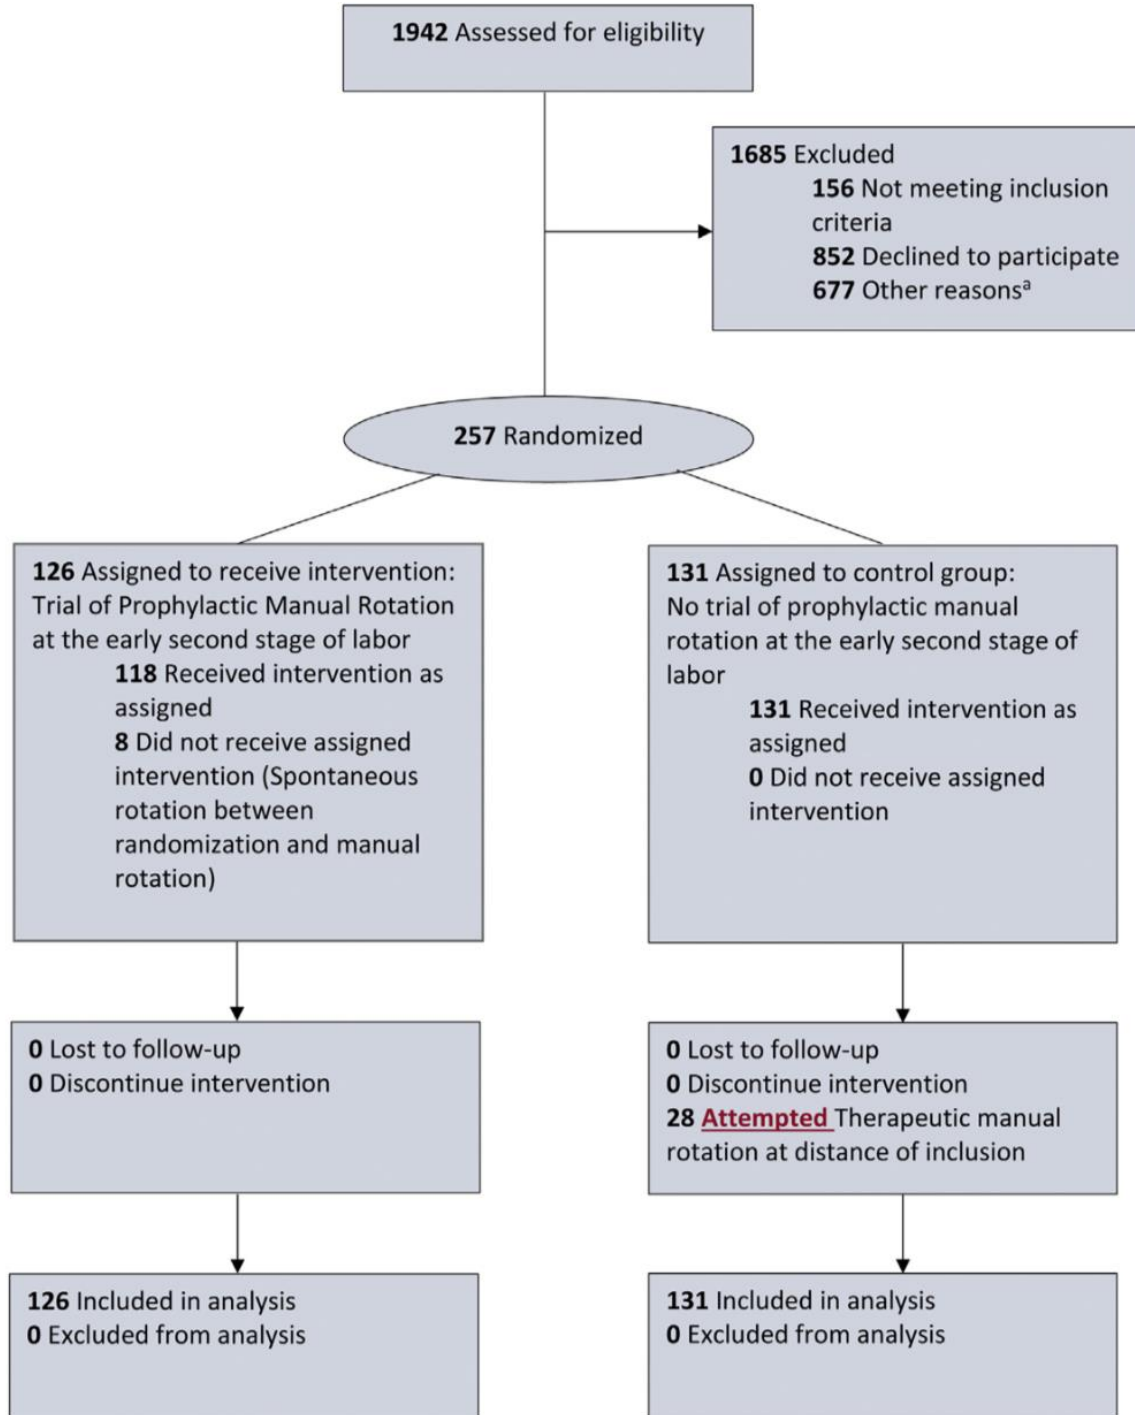 1942 Assessed for eligibility
1685 Excluded
156 Not meeting inclusion
criteria
852 Declined to participate
677 Other reasonsᵃ
257 Randomized
126 Assigned to receive intervention:
Trial of Prophylactic Manual Rotation
at the early second stage of labor
118 Received intervention as
assigned
8 Did not receive assigned
intervention (Spontaneous
rotation between
randomization and manual
rotation)
131 Assigned to control group:
No trial of prophylactic manual
rotation at the early second stage of
labor
131 Received intervention as
assigned
0 Did not receive assigned
intervention
0 Lost to follow-up
0 Discontinue intervention
0 Lost to follow-up
0 Discontinue intervention
28 Attempted Therapeutic manual
rotation at distance of inclusion
126 Included in analysis
0 Excluded from analysis
131 Included in analysis
0 Excluded from analysis